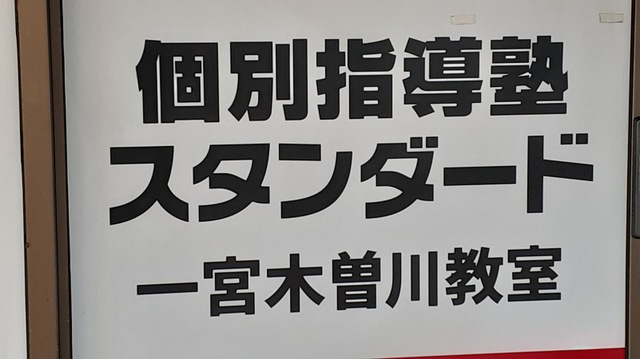 個別指導塾
スタンダード
一宮木曽川教室